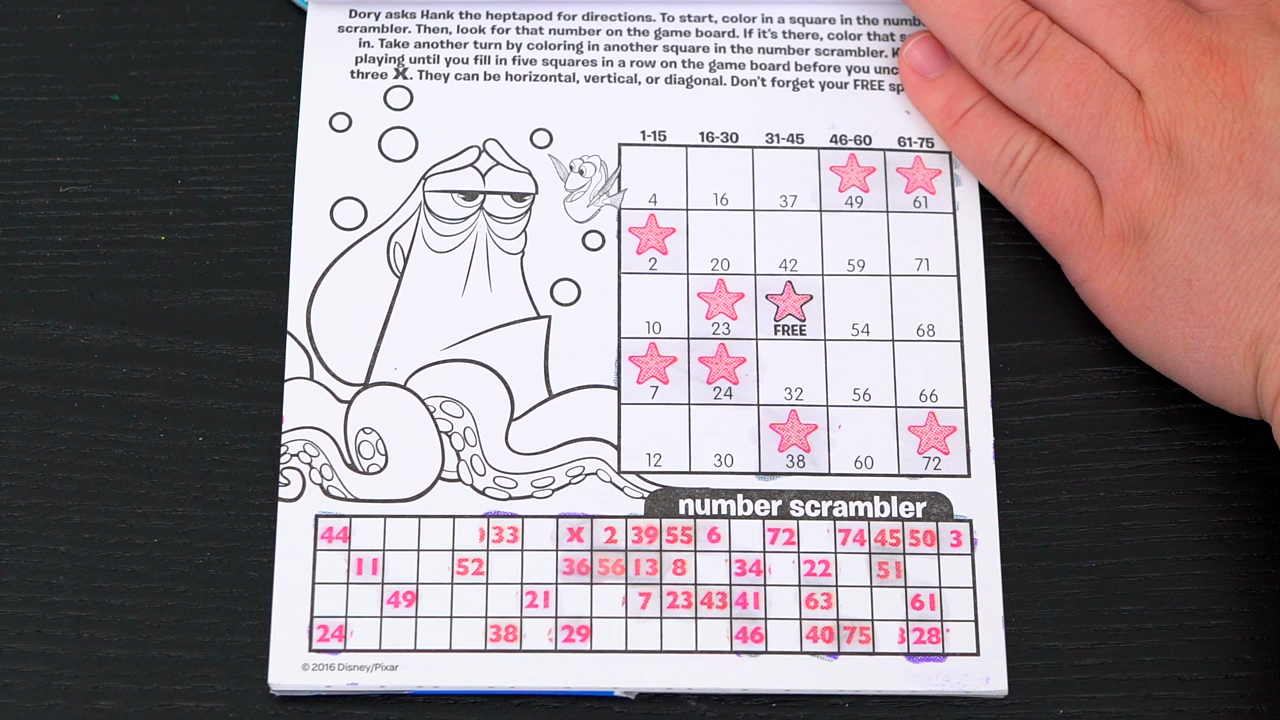 Dory asks Hank the heptapod for directions. To start, color in a square in the numb
scrambler. Then, look for that number on the game board. If it's there, color that s
in. Take another turn by coloring in another square in the number scrambler. K
playing until you fill in five squares in a row on the game board before you unc
three X. They can be horizontal, vertical, or diagonal. Don't forget your FREE sp
1-15 16-30 31-45 46-60 61-75
4 16 37 49 61
2 20 42 59 71
10 23 FREE 54 68
7 24 32 56 66
12 30 38 60 72
number scrambler
44 33 X 2 39 55 6 72 74 45 50 3
11 52 36 56 13 8 34 22 51
49 21 7 23 43 41 63 61
24 38 29 46 40 75 28
© 2016 Disney/Pixar